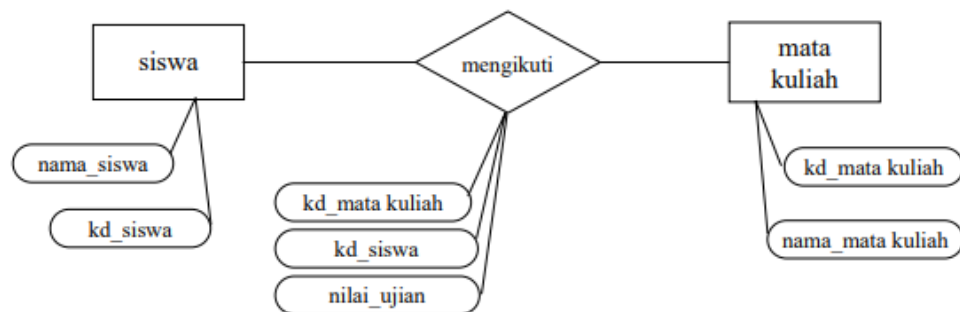 siswa
mengikuti
mata
kuliah
nama_siswa
kd_siswa
kd_mata kuliah
kd_siswa
nilai_ujian
kd_mata kuliah
nama_mata kuliah